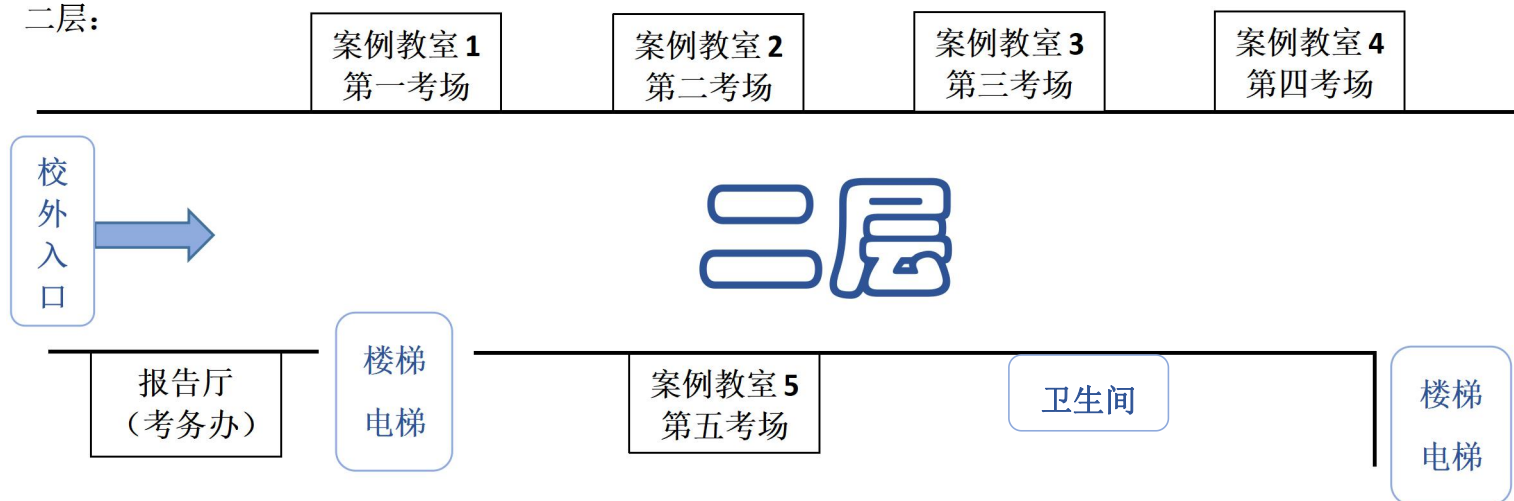 二层：
案例教室 1
第一考场
案例教室 2
第二考场
案例教室 3
第三考场
案例教室 4
第四考场
校
外
入
口
二层
报告厅
（考务办）
楼梯
电梯
案例教室 5
第五考场
卫生间
楼梯
电梯